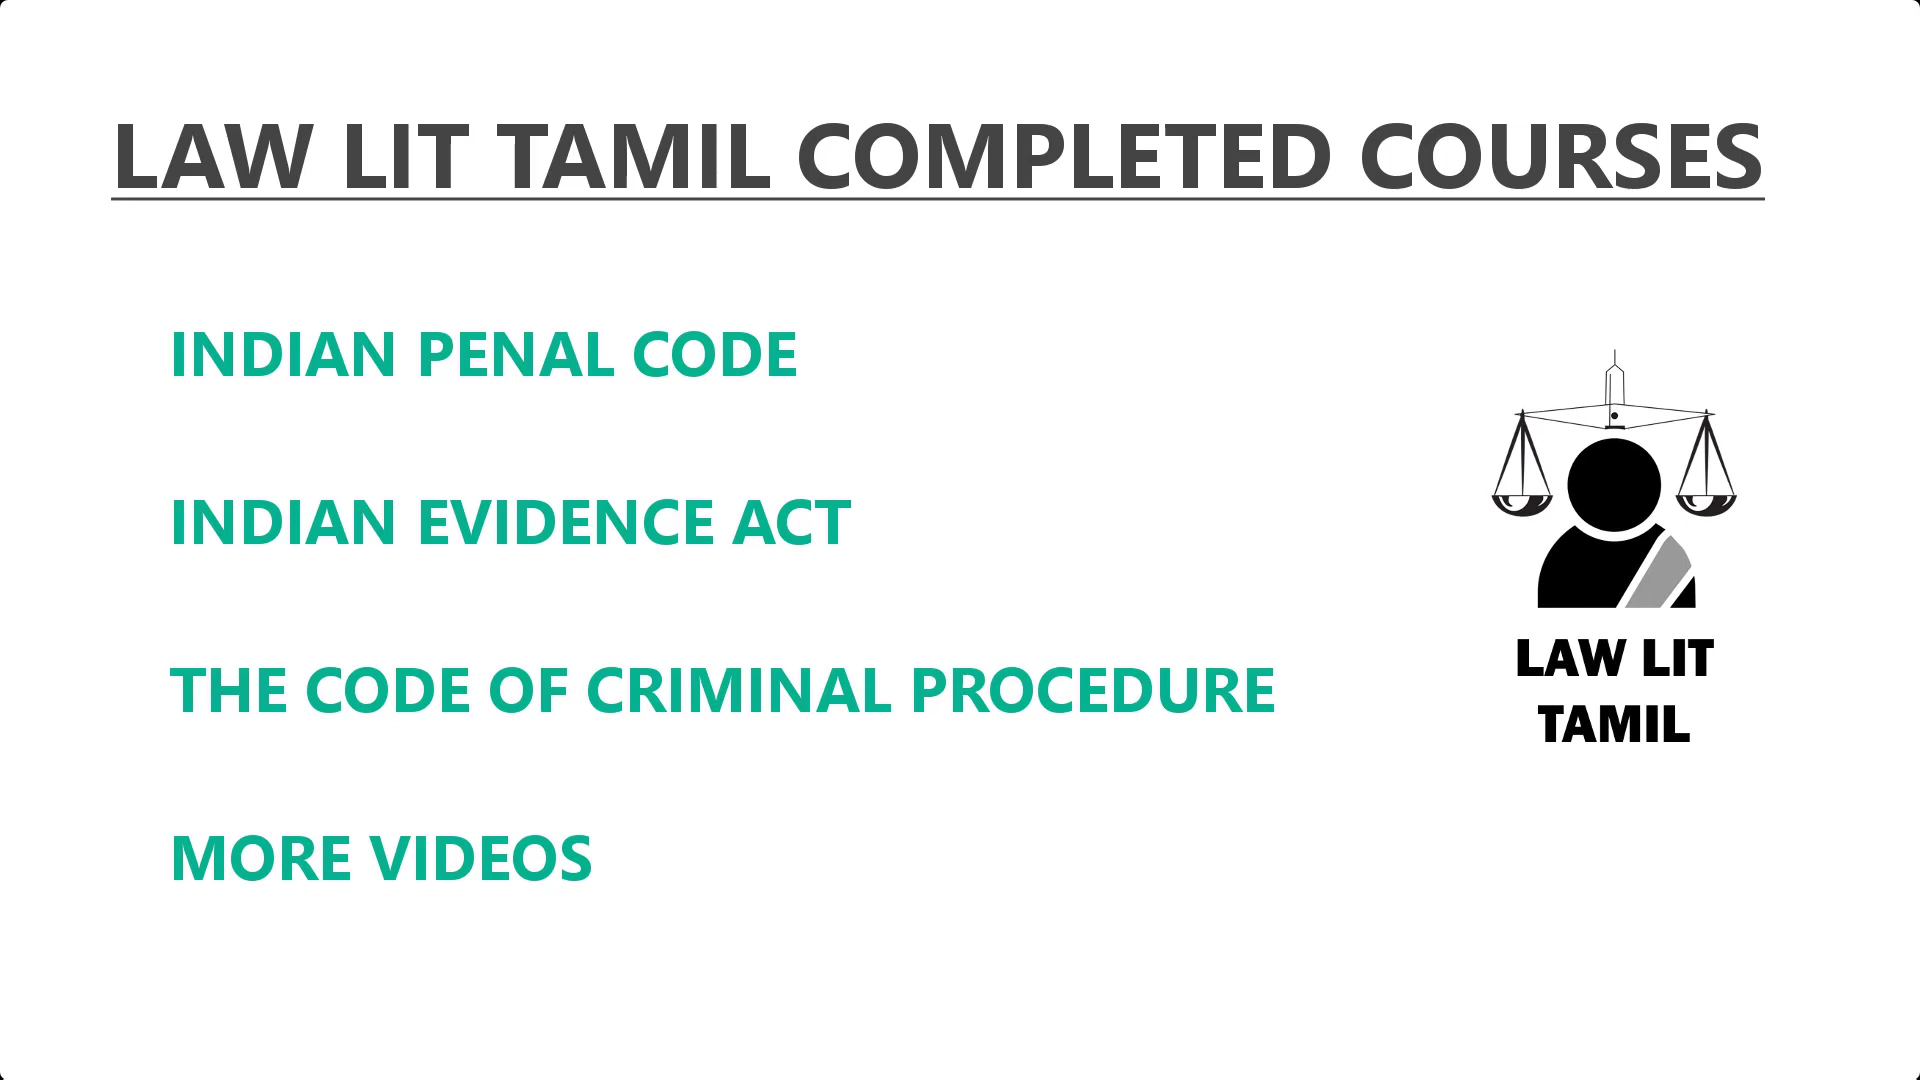 LAW LIT TAMIL COMPLETED COURSES
INDIAN PENAL CODE
INDIAN EVIDENCE ACT
THE CODE OF CRIMINAL PROCEDURE
MORE VIDEOS
LAW LIT
TAMIL